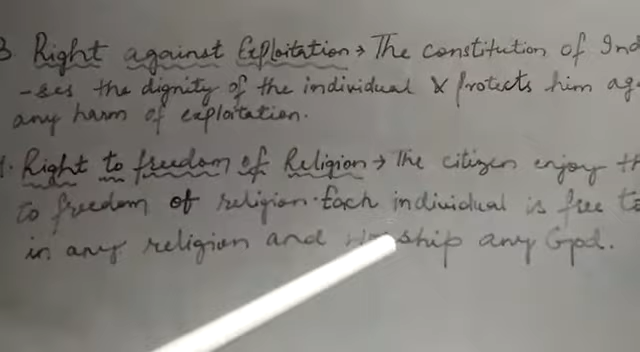 3 Right against Exploitation → The constitution of Ind
-ses the dignity of the individual & Protects him ag
any harm of exploitation.
4. Right to freedom of Religion → The citizen enjoy th
to freedom of religion. Each individual is free to
in any religion and worship any God.